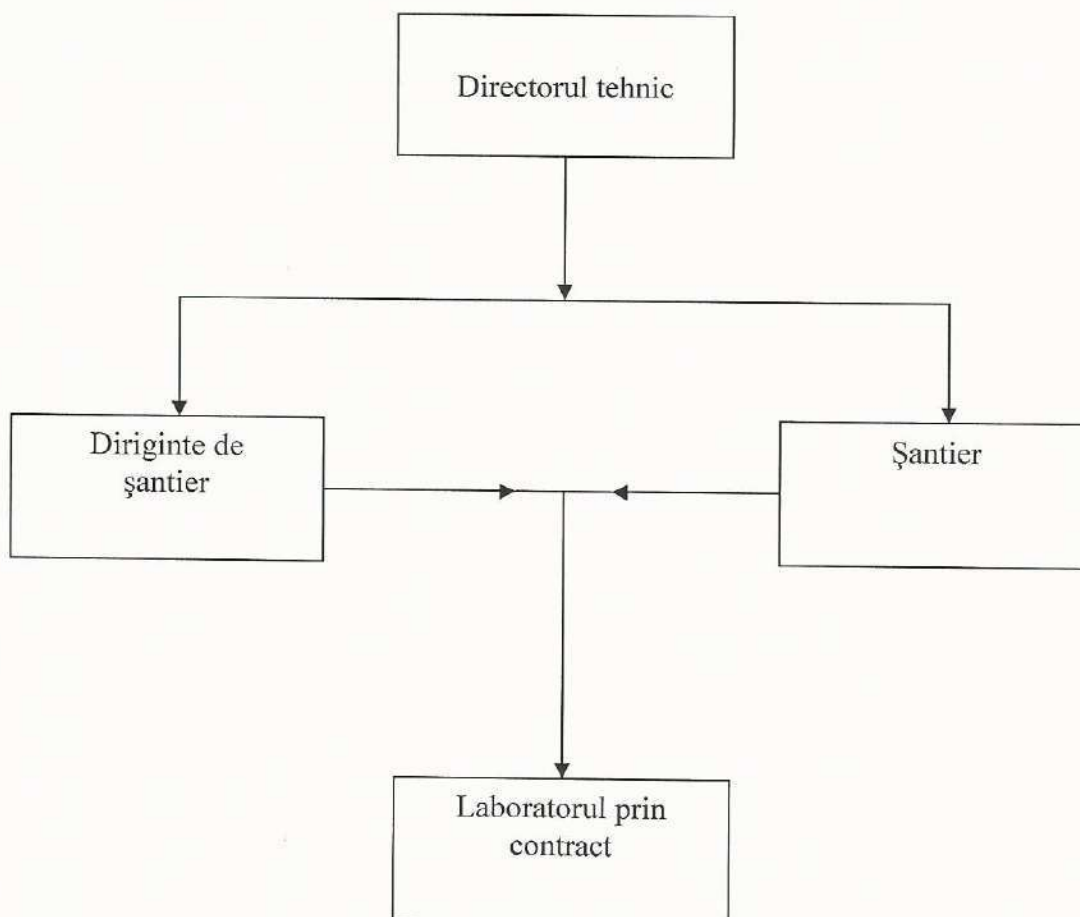 Directorul tehnic
Diriginte de
şantier
Şantier
Laboratorul prin
contract